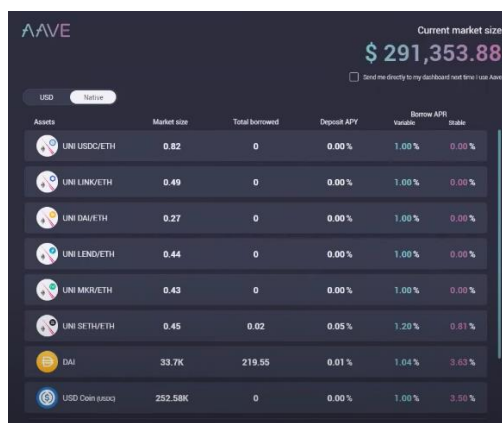 AAVE
Current market size
$ 291,353.88
Send me directly to my dashboard next time I use Aave
USD Native
Borrow APR
Assets Market size Total borrowed Deposit APY Variable Stable
UNI USDC/ETH 0.82 0 0.00 % 1.00 % 0.00 %
UNI LINK/ETH 0.49 0 0.00 % 1.00 % 0.00 %
UNI DAI/ETH 0.27 0 0.00 % 1.00 % 0.00 %
UNI LEND/ETH 0.44 0 0.00 % 1.00 % 0.00 %
UNI MKR/ETH 0.43 0 0.00 % 1.00 % 0.00 %
UNI SETH/ETH 0.45 0.02 0.05 % 1.20 % 0.81 %
DAI 33.7K 219.55 0.01 % 1.04 % 3.63 %
USD Coin (USDC) 252.58K 0 0.00 % 1.00 % 3.50 %